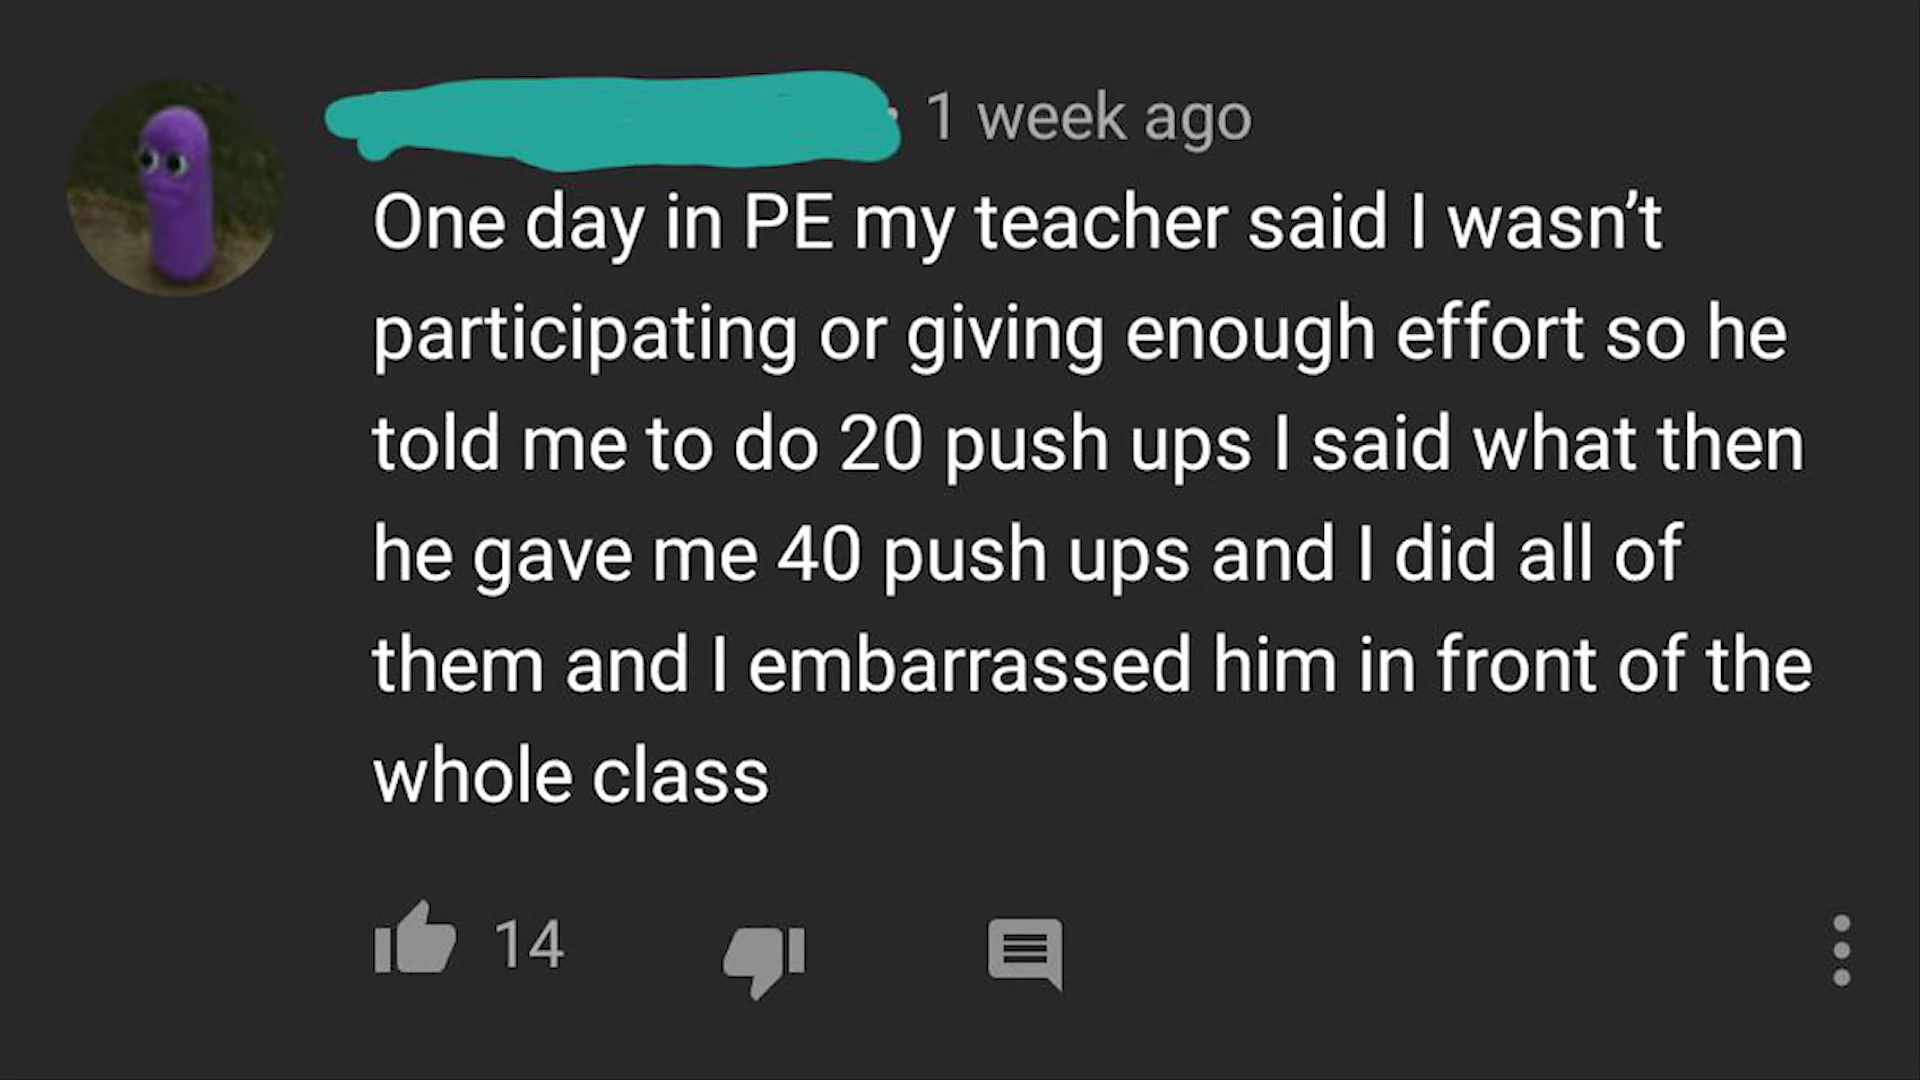 1 week ago
One day in PE my teacher said I wasn’t
participating or giving enough effort so he
told me to do 20 push ups I said what then
he gave me 40 push ups and I did all of
them and I embarrassed him in front of the
whole class
14